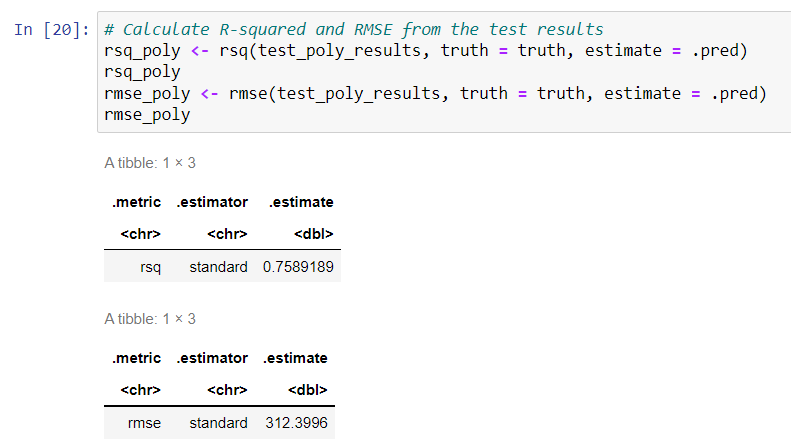 In [20]: # Calculate R-squared and RMSE from the test results
rsq_poly <- rsq(test_poly_results, truth = truth, estimate = .pred)
rsq_poly
rmse_poly <- rmse(test_poly_results, truth = truth, estimate = .pred)
rmse_poly
A tibble: 1 × 3
.metric .estimator .estimate
<chr> <chr> <dbl>
rsq standard 0.7589189
A tibble: 1 × 3
.metric .estimator .estimate
<chr> <chr> <dbl>
rmse standard 312.3996